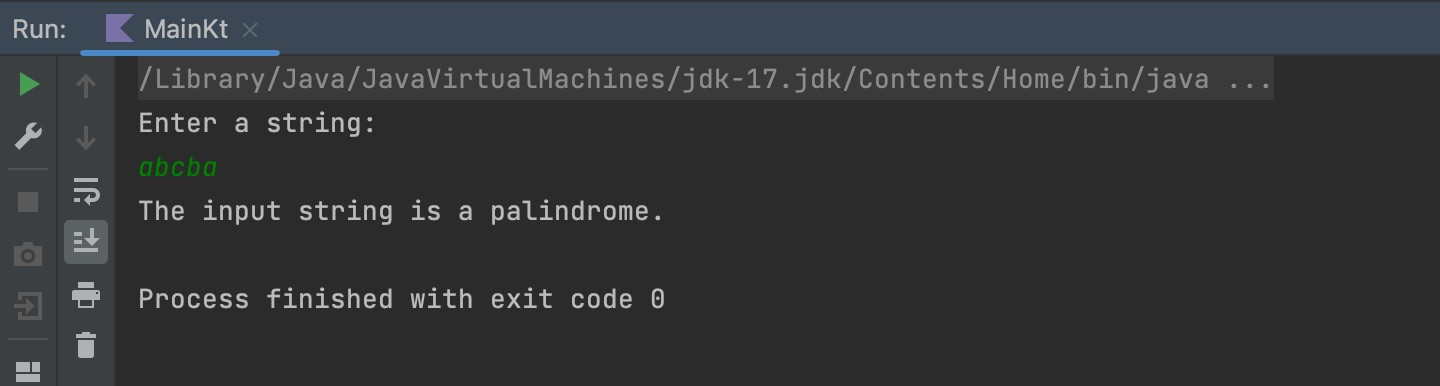 Run: MainKt
/Library/Java/JavaVirtualMachines/jdk-17.jdk/Contents/Home/bin/java ...
Enter a string:
abcba
The input string is a palindrome.
Process finished with exit code 0